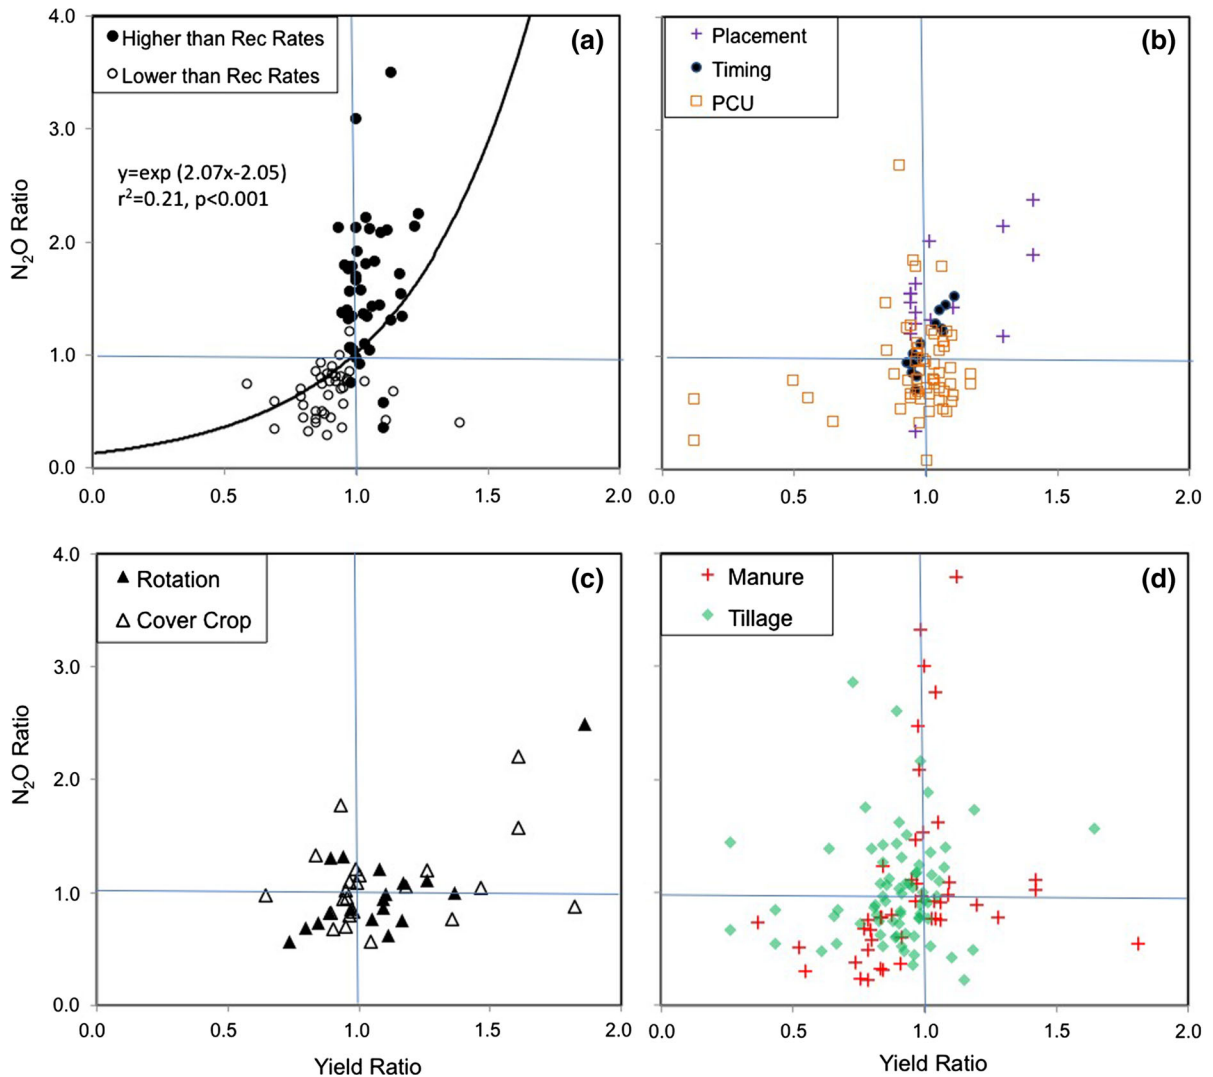 4.0
3.0
2.0
1.0
0.0
N2O Ratio
Higher than Rec Rates
Lower than Rec Rates
(a)
y=exp (2.07x-2.05)
r²=0.21, p<0.001
0.0 0.5 1.0 1.5 2.0
Placement
Timing
PCU
(b)
0.0 0.5 1.0 1.5 2.0
4.0
3.0
2.0
1.0
0.0
N2O Ratio
Rotation
Cover Crop
(c)
0.0 0.5 1.0 1.5 2.0
Yield Ratio
Manure
Tillage
(d)
0.5 1.0 1.5 2.0
Yield Ratio